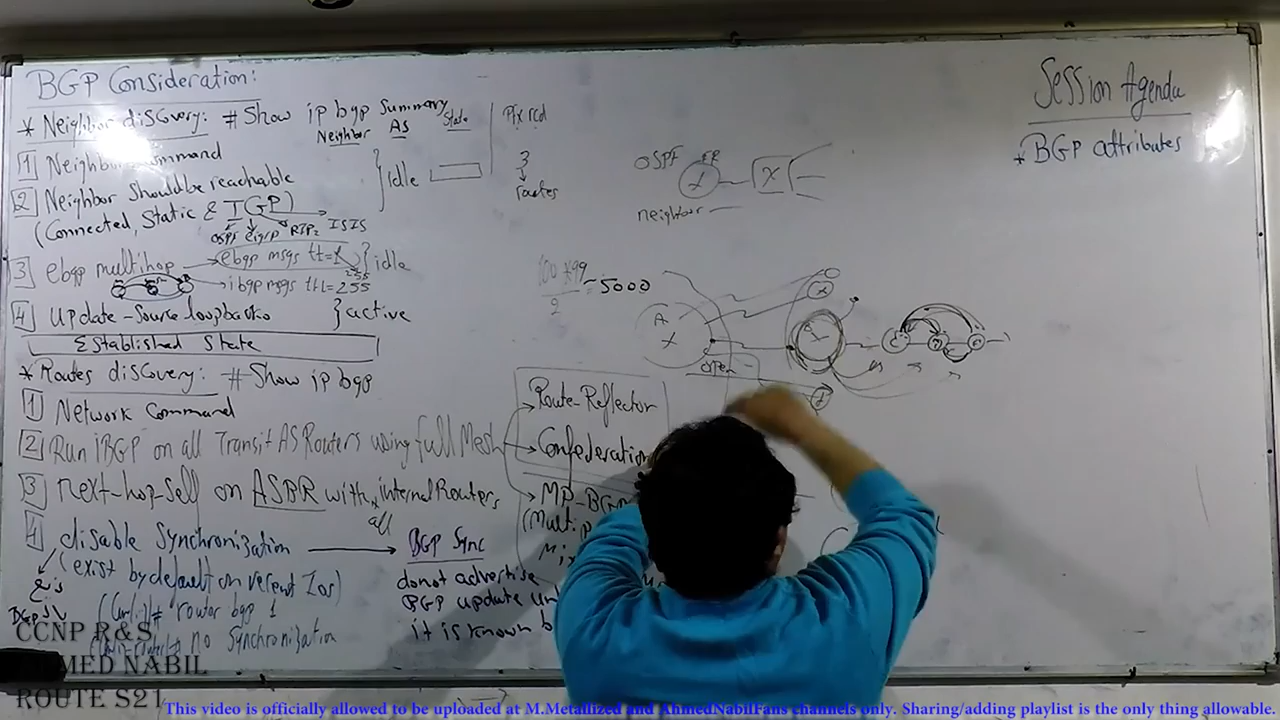 BGP Consideration:
* Neighbor discovery: # Show ip bgp Summary
Neighbor AS State Pfx rcd
1 Neighbor command
2 Neighbor should be reachable
(Connected, Static & IGP)
OSPF eigrp RIP2 ISIS
} idle
3
routes
3 ebgp multihop
ebgp msgs ttl=1
255
ibgp msgs ttl=255
} idle
4 update-Source loopback0
} active
Established State
* Routes discovery: # Show ip bgp
1 Network Command
2 Run iBGP on all Transit AS Routers using full Mesh
3 next-hop-self on ASBR with internal Routers
all
4 disable Synchronization
(exist by default on recent Ios)
# router bgp 1
# no Synchronization
BGP Sync
donot advertise
BGP update
it is known
Route-Reflector
Confederation
MP-BGP
OSPF RR
X
neighbor
100*99
2
=5000
A
X
open
Session Agenda
* BGP attributes
CCNP R&S
AHMED NABIL
ROUTE S21
This video is officially allowed to be uploaded at M.Metallized and AhmedNabilFans channels only. Sharing/adding playlist is the only thing allowable.